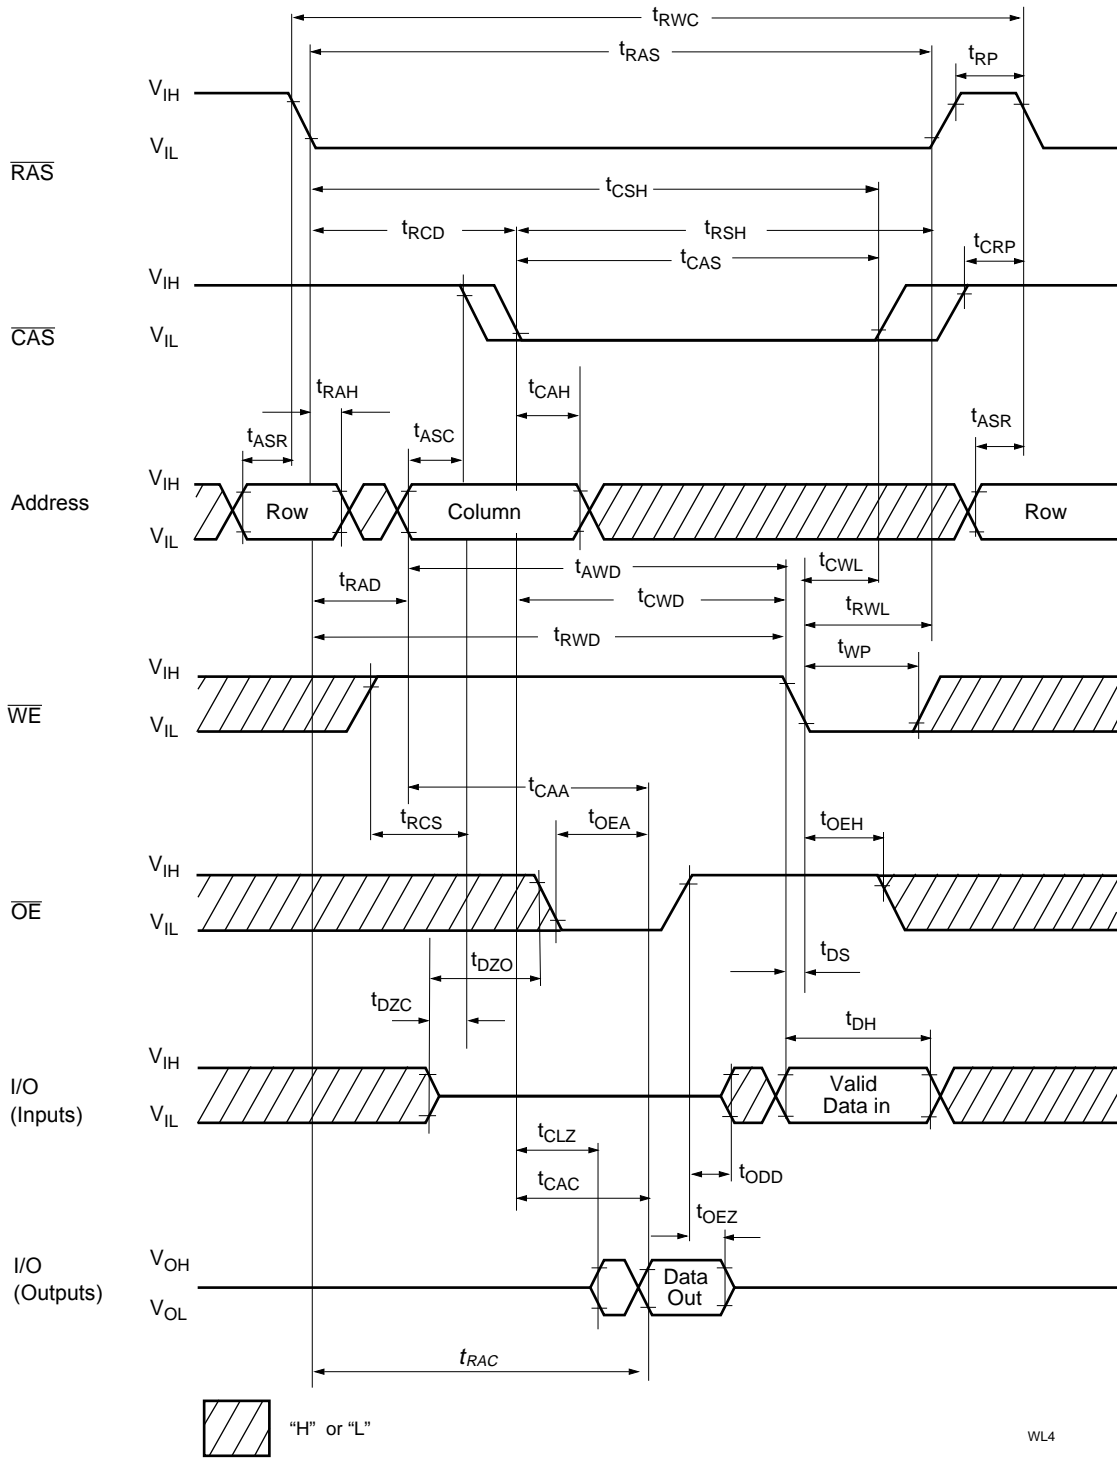 tRWC
tRAS
tRP
VIH
VIL
RAS
tCSH
tRCD
tRSH
tCAS
tCRP
VIH
CAS
VIL
tRAH
tCAH
tASR
tASC
tASR
VIH
Address
Row
Column
Row
VIL
tAWD
tCWL
tRAD
tCWD
tRWL
tRWD
tWP
VIH
WE
VIL
tCAA
tRCS
tOEA
tOEH
VIH
OE
VIL
tDS
tDZO
tDZC
tDH
VIH
I/O
(Inputs)
VIL
Valid
Data in
tCLZ
tODD
tCAC
tOEZ
VOH
I/O
(Outputs)
VOL
Data
Out
tRAC
“H” or “L”
WL4